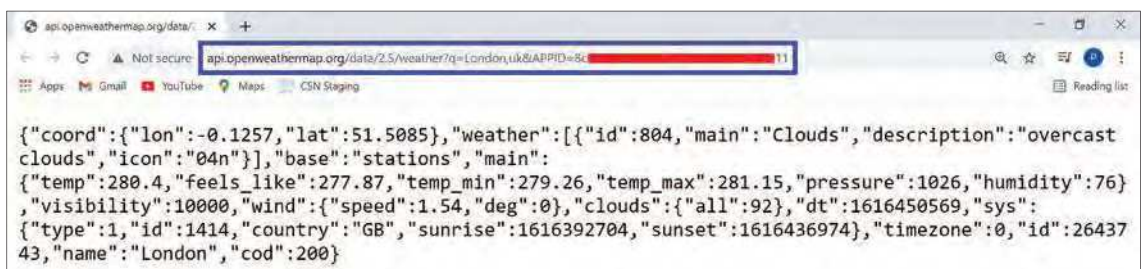 api.openweathermap.org/data/
Not secure api.openweathermap.org/data/2.5/weather?q=London,uk&APPID=8c 11
Apps Gmail YouTube Maps CSN Staging Reading list
{"coord":{"lon":-0.1257,"lat":51.5085},"weather":[{"id":804,"main":"Clouds","description":"overcast
clouds","icon":"04n"}],"base":"stations","main":
{"temp":280.4,"feels_like":277.87,"temp_min":279.26,"temp_max":281.15,"pressure":1026,"humidity":76}
,"visibility":10000,"wind":{"speed":1.54,"deg":0},"clouds":{"all":92},"dt":1616450569,"sys":
{"type":1,"id":1414,"country":"GB","sunrise":1616392704,"sunset":1616436974},"timezone":0,"id":26437
43,"name":"London","cod":200}